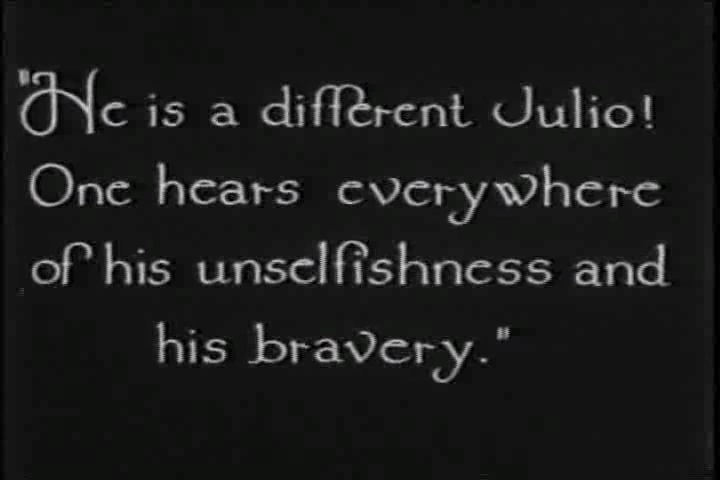 "He is a different Julio!
One hears everywhere
of his unselfishness and
his bravery."